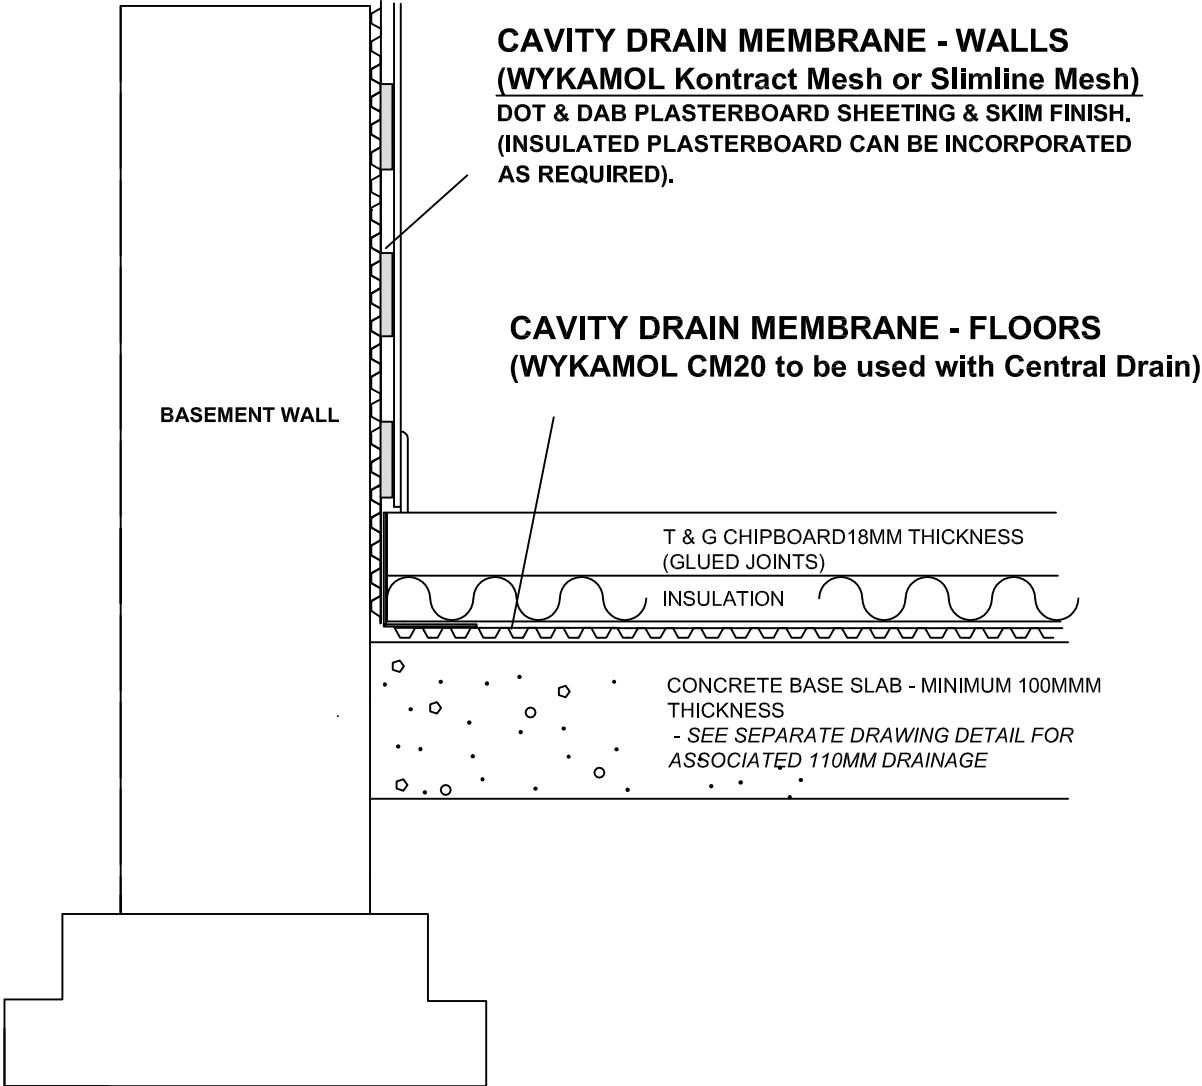 CAVITY DRAIN MEMBRANE - WALLS
(WYKAMOL Kontract Mesh or Slimline Mesh)
DOT & DAB PLASTERBOARD SHEETING & SKIM FINISH.
(INSULATED PLASTERBOARD CAN BE INCORPORATED
AS REQUIRED).
CAVITY DRAIN MEMBRANE - FLOORS
(WYKAMOL CM20 to be used with Central Drain)
BASEMENT WALL
T & G CHIPBOARD18MM THICKNESS
(GLUED JOINTS)
INSULATION
CONCRETE BASE SLAB - MINIMUM 100MMM
THICKNESS
- SEE SEPARATE DRAWING DETAIL FOR
ASSOCIATED 110MM DRAINAGE